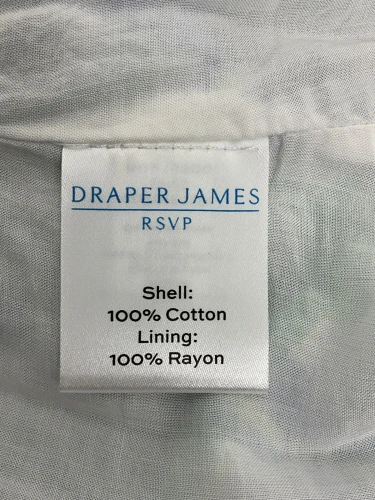 DRAPER JAMES
RSVP
Shell:
100% Cotton
Lining:
100% Rayon